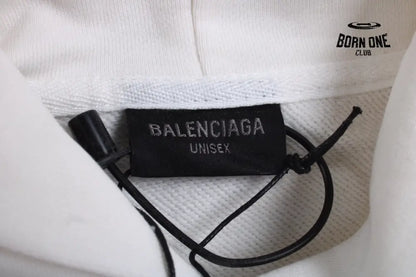 BORN ONE
CLUB
BALENCIAGA
UNISEX